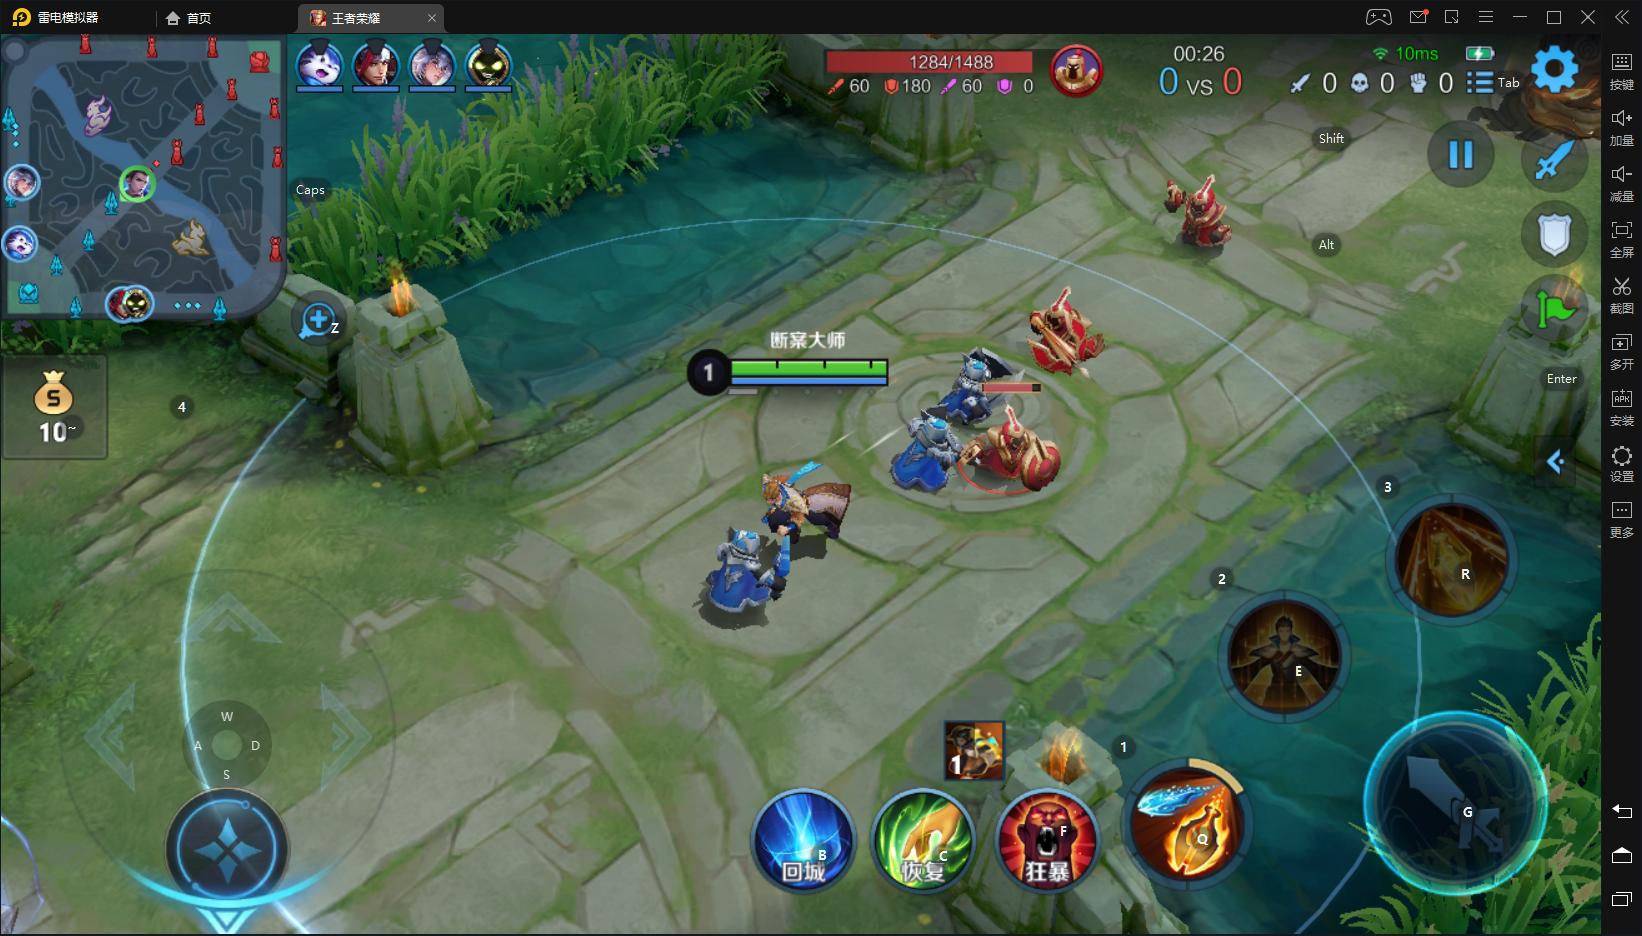 雷电模拟器
首页
王者荣耀
1284/1488
60
180
60
0
00:26
0 VS 0
10ms
0
0
0
Tab
按键
加量
减量
全屏
截图
多开
安装
设置
更多
Shift
Caps
Alt
Z
Enter
断案大师
1
S
10
~
4
3
R
2
E
W
A
D
S
1
1
B
回城
C
恢复
F
狂暴
Q
G
APK